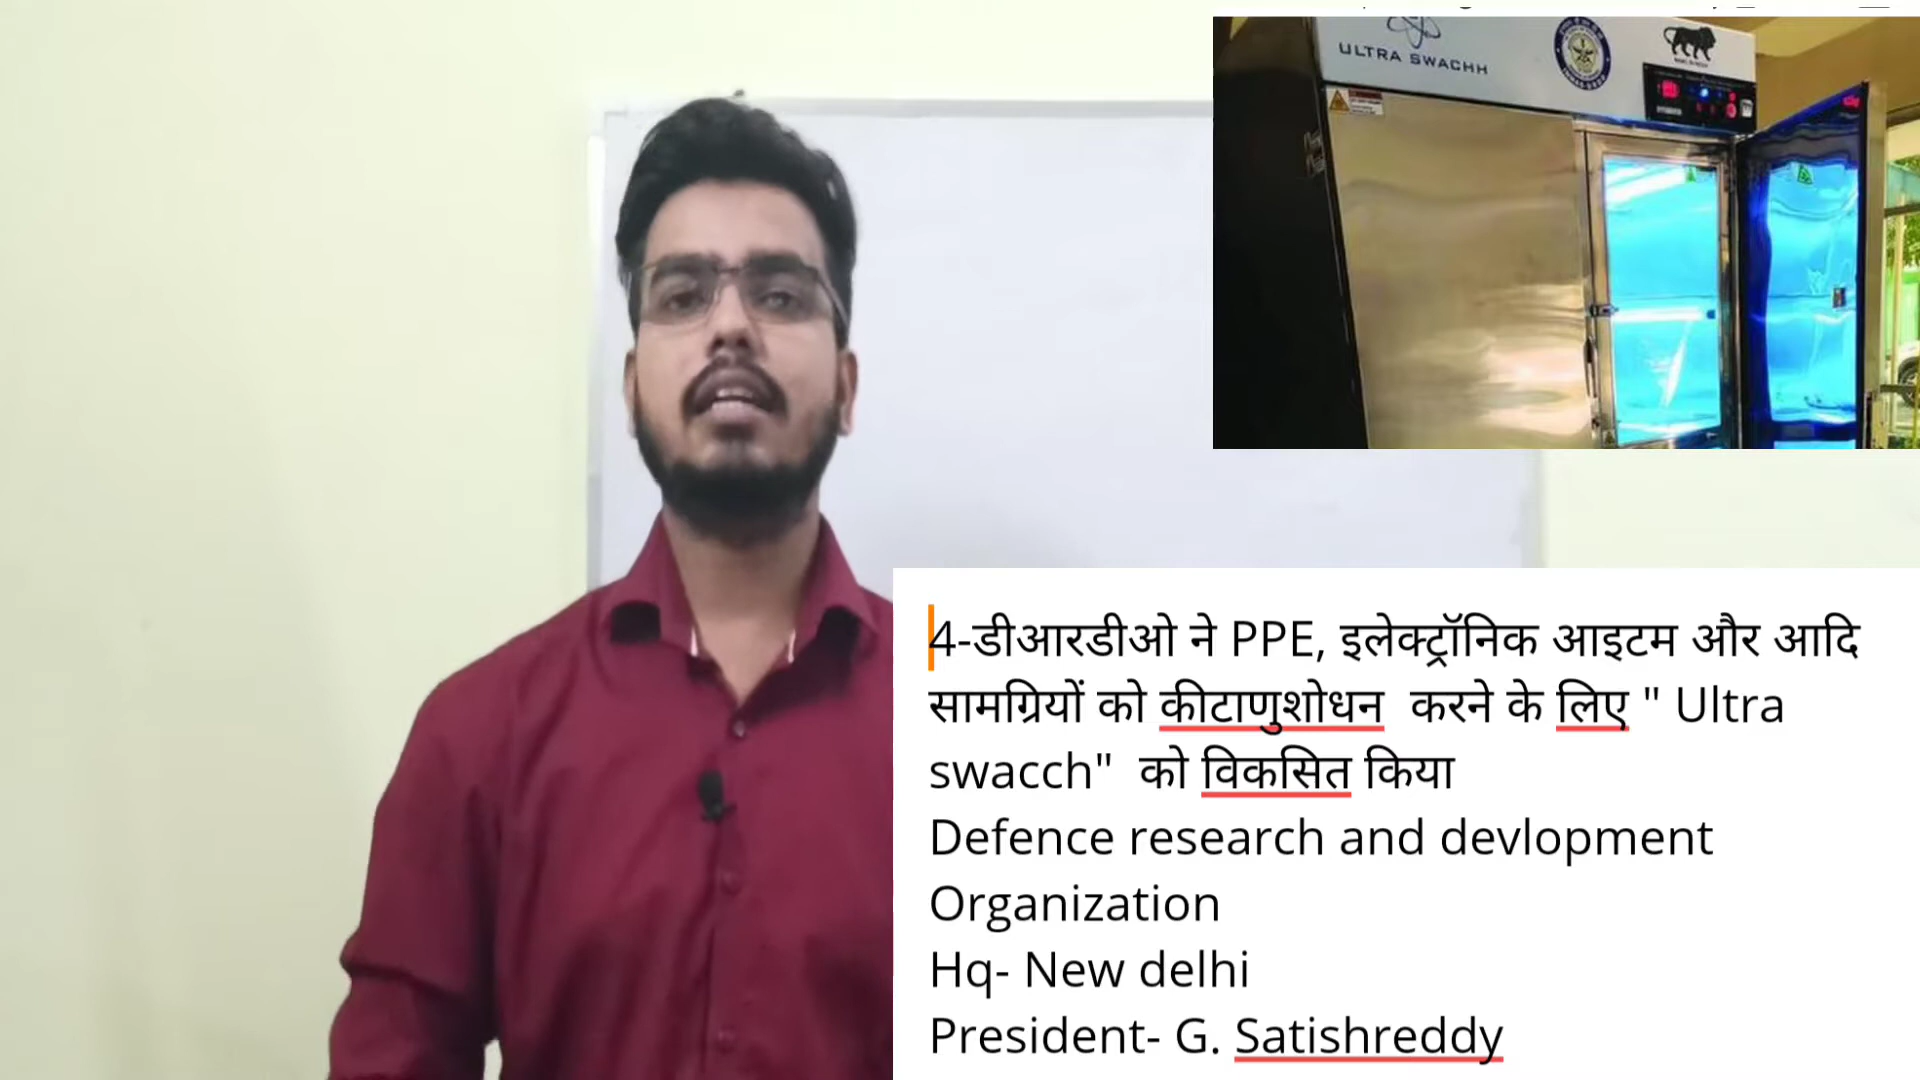 ULTRA SWACHH
4-डीआरडीओ ने PPE, इलेक्ट्रॉनिक आइटम और आदि
सामग्रियों को कीटाणुशोधन करने के लिए " Ultra
swacch" को विकसित किया
Defence research and devlopment
Organization
Hq- New delhi
President- G. Satishreddy